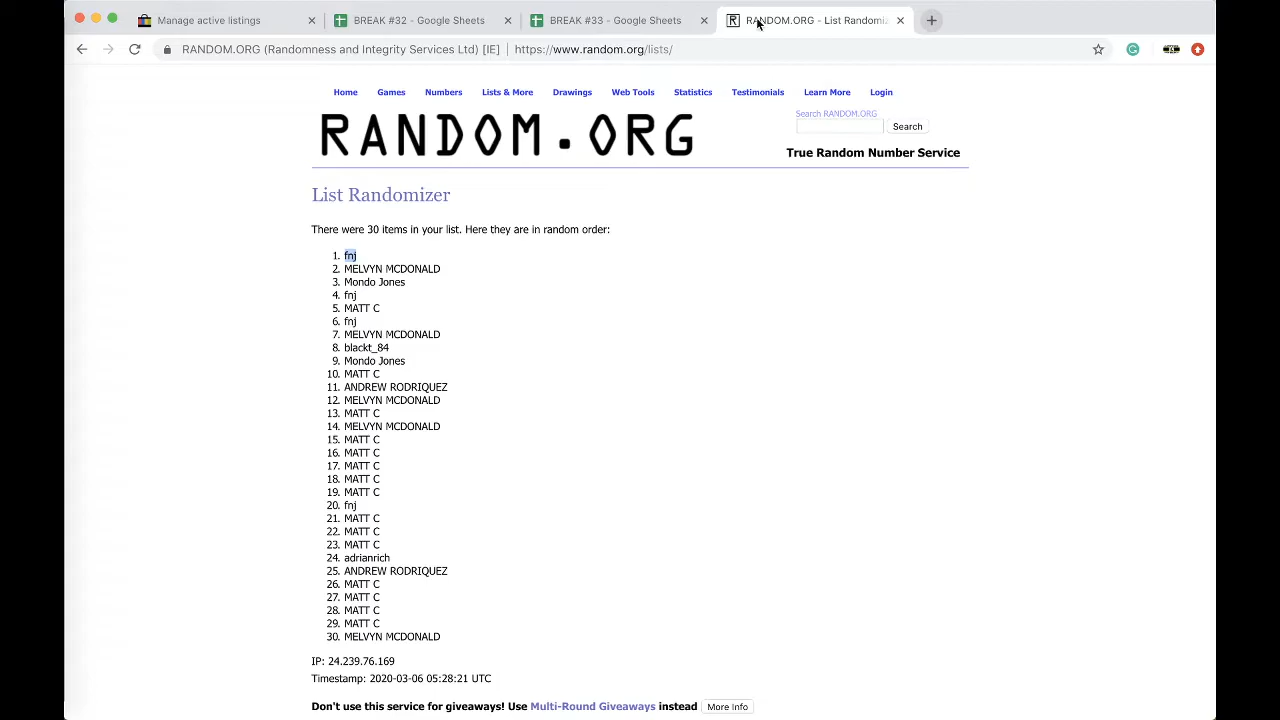 Manage active listings BREAK #32 - Google Sheets BREAK #33 - Google Sheets RANDOM.ORG - List Randomiz
RANDOM.ORG (Randomness and Integrity Services Ltd) [IE] https://www.random.org/lists/
Home Games Numbers Lists & More Drawings Web Tools Statistics Testimonials Learn More Login
Search RANDOM.ORG
RANDOM.ORG
Search
True Random Number Service
List Randomizer
There were 30 items in your list. Here they are in random order:
1. fnj
2. MELVYN MCDONALD
3. Mondo Jones
4. fnj
5. MATT C
6. fnj
7. MELVYN MCDONALD
8. blackt_84
9. Mondo Jones
10. MATT C
11. ANDREW RODRIQUEZ
12. MELVYN MCDONALD
13. MATT C
14. MELVYN MCDONALD
15. MATT C
16. MATT C
17. MATT C
18. MATT C
19. MATT C
20. fnj
21. MATT C
22. MATT C
23. MATT C
24. adrianrich
25. ANDREW RODRIQUEZ
26. MATT C
27. MATT C
28. MATT C
29. MATT C
30. MELVYN MCDONALD
IP: 24.239.76.169
Timestamp: 2020-03-06 05:28:21 UTC
Don't use this service for giveaways! Use Multi-Round Giveaways instead More Info